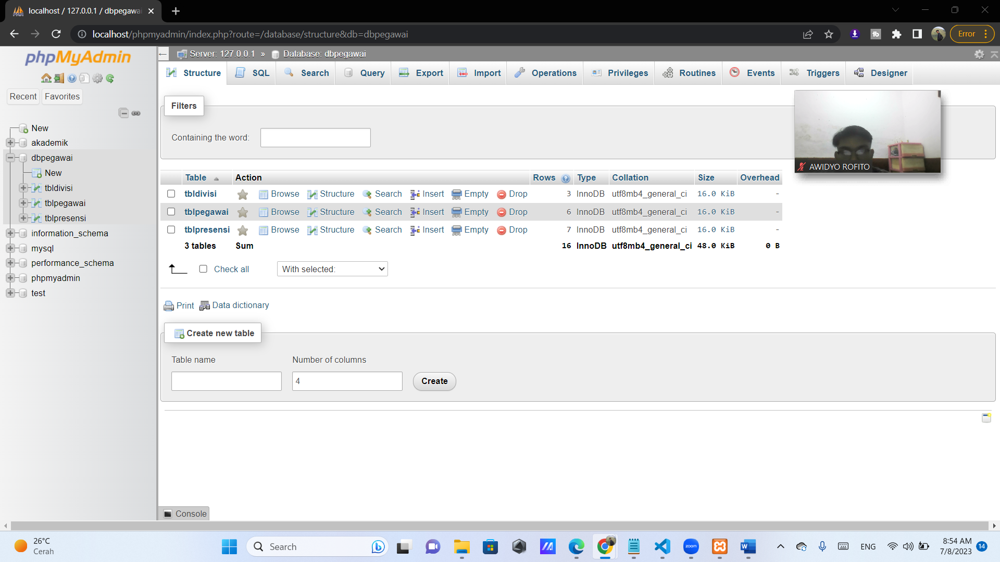 localhost / 127.0.0.1 / dbpegawai
localhost/phpmyadmin/index.php?route=/database/structure&db=dbpegawai
Error
phpMyAdmin
Recent Favorites
New
akademik
dbpegawai
New
tbldivisi
tblpegawai
tblpresensi
information_schema
mysql
performance_schema
phpmyadmin
test
Server: 127.0.0.1 » Database: dbpegawai
Structure SQL Search Query Export Import Operations Privileges Routines Events Triggers Designer
Filters
Containing the word:
AWIDYO ROFITO
Table Action Rows Type Collation Size Overhead
tbldivisi Browse Structure Search Insert Empty Drop 3 InnoDB utf8mb4_general_ci 16.0 KiB -
tblpegawai Browse Structure Search Insert Empty Drop 6 InnoDB utf8mb4_general_ci 16.0 KiB -
tblpresensi Browse Structure Search Insert Empty Drop 7 InnoDB utf8mb4_general_ci 16.0 KiB -
3 tables Sum 16 InnoDB utf8mb4_general_ci 48.0 KiB 0 B
Check all With selected:
Print Data dictionary
Create new table
Table name Number of columns
4 Create
Console
26°C
Cerah
Search
zoom
ENG
8:54 AM
7/8/2023
14